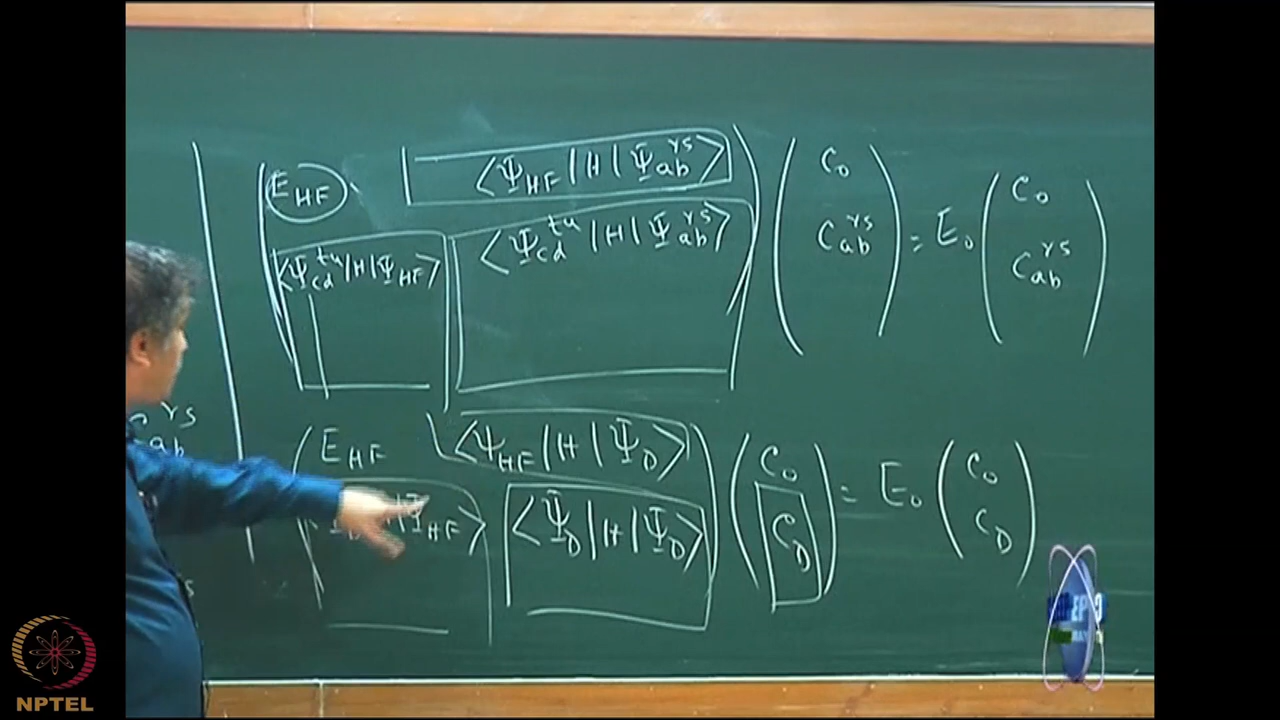 E_HF ⟨Ψ_HF|H|Ψ_ab^rs⟩ C_0 = E_0 C_0
⟨Ψ_cd^tu|H|Ψ_HF⟩ ⟨Ψ_cd^tu|H|Ψ_ab^rs⟩ C_ab^rs C_ab^rs
rs
ab
E_HF ⟨Ψ_HF|H|Ψ_D⟩ C_0 = E_0 C_0
Ψ_HF⟩ ⟨Ψ_D|H|Ψ_D⟩ C_D C_D
NPTEL